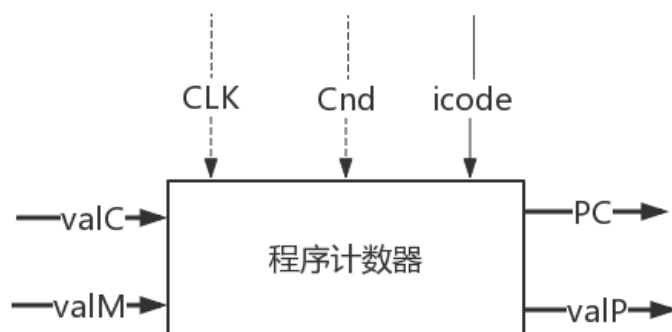 CLK Cnd icode
valC PC
程序计数器
valM valP